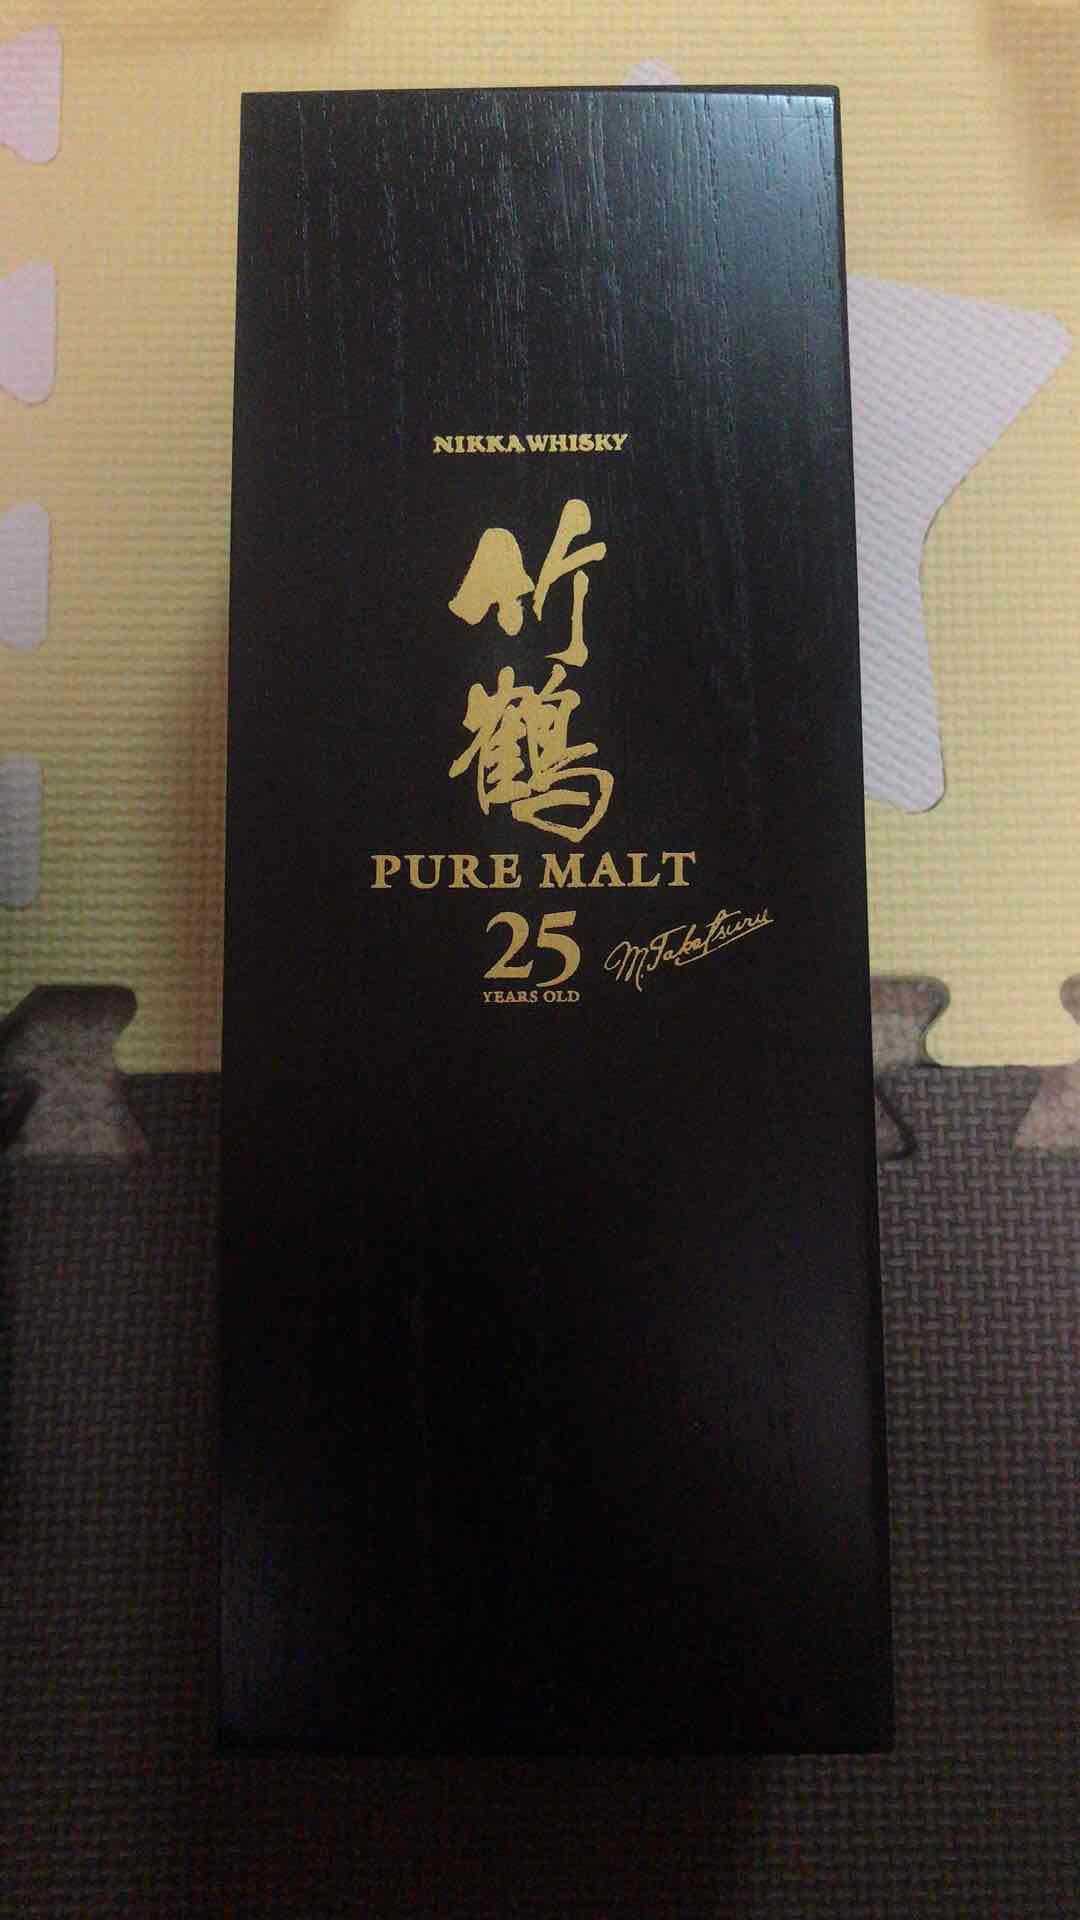 NIKKA WHISKY
竹鶴
PURE MALT
25
YEARS OLD
M. Taketsuru